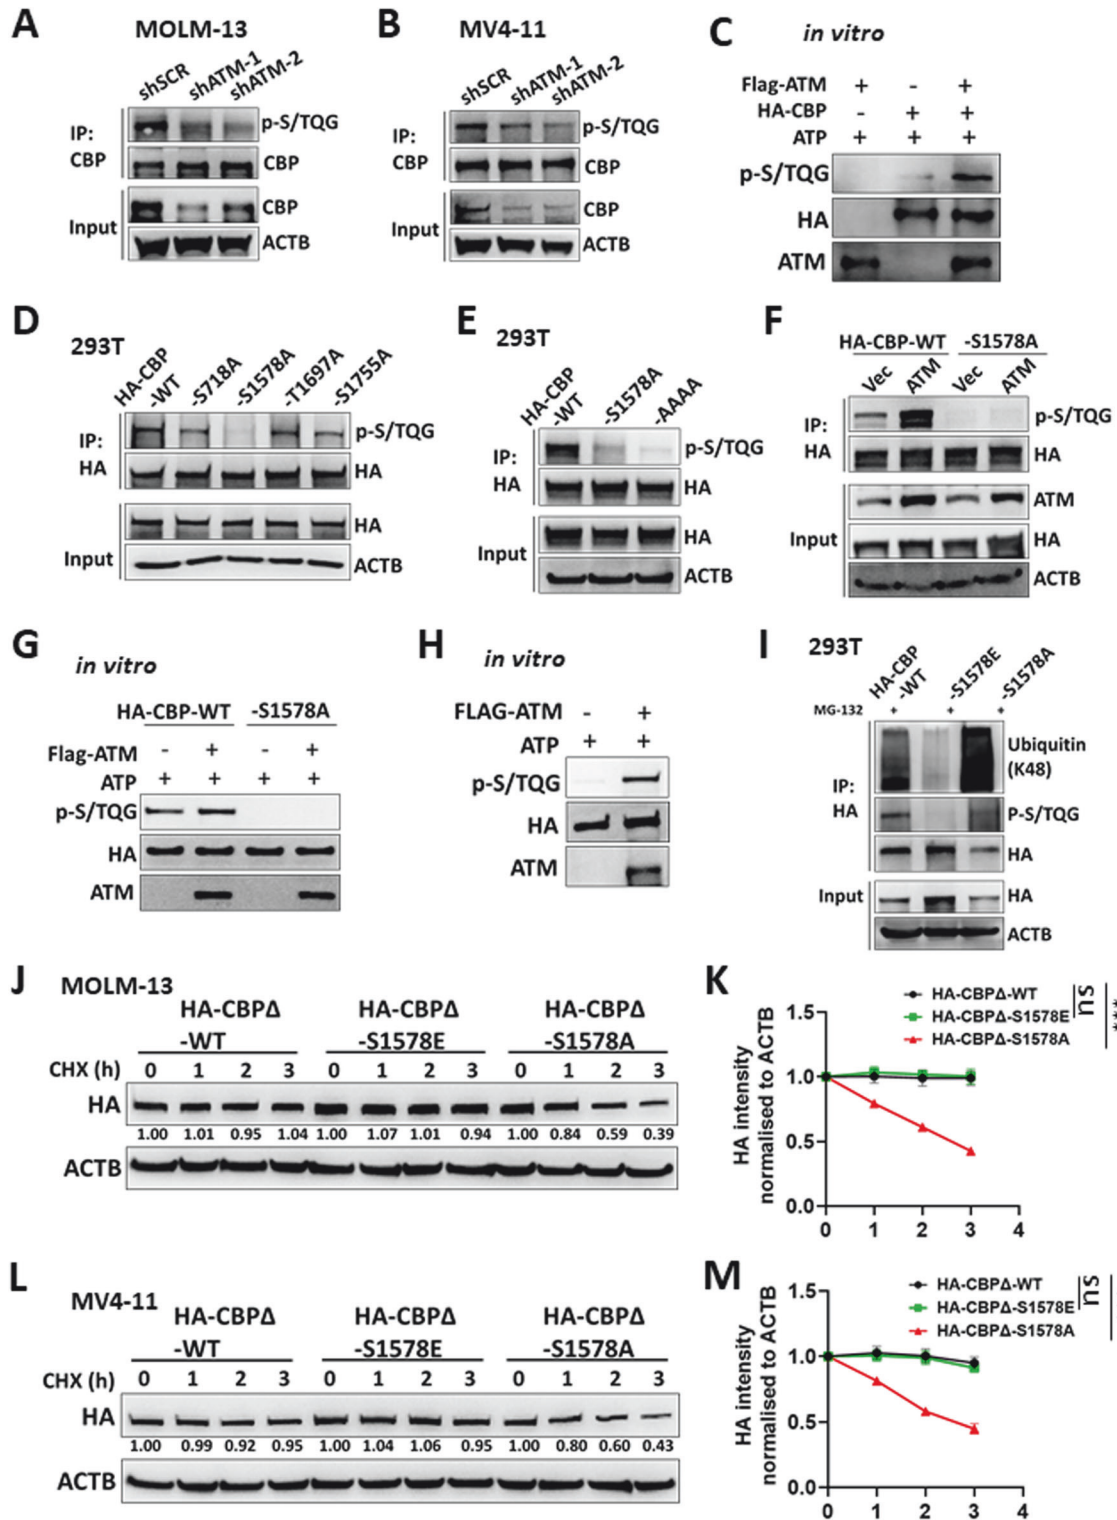 A MOLM-13
shSCR shATM-1 shATM-2
IP: CBP
p-S/TQG
CBP
Input
CBP
ACTB
B MV4-11
shSCR shATM-1 shATM-2
IP: CBP
p-S/TQG
CBP
Input
CBP
ACTB
C in vitro
Flag-ATM + - +
HA-CBP - + +
ATP + + +
p-S/TQG
HA
ATM
D 293T
HA-CBP -WT -S718A -S1578A -T1697A -S1755A
IP: HA
p-S/TQG
HA
Input
HA
ACTB
E 293T
HA-CBP -WT -S1578A -AAAA
IP: HA
p-S/TQG
HA
Input
HA
ACTB
F
HA-CBP-WT -S1578A
Vec ATM Vec ATM
IP: HA
p-S/TQG
HA
Input
ATM
HA
ACTB
G in vitro
HA-CBP-WT -S1578A
Flag-ATM - + - +
ATP + + + +
p-S/TQG
HA
ATM
H in vitro
FLAG-ATM - +
ATP + +
p-S/TQG
HA
ATM
I 293T
HA-CBP -WT -S1578E -S1578A
MG-132 + + +
IP: HA
Ubiquitin (K48)
P-S/TQG
HA
Input
HA
ACTB
J MOLM-13
HA-CBPΔ HA-CBPΔ HA-CBPΔ
-WT -S1578E -S1578A
CHX (h) 0 1 2 3 0 1 2 3 0 1 2 3
HA
1.00 1.01 0.95 1.04 1.00 1.07 1.01 0.94 1.00 0.84 0.59 0.39
ACTB
K
HA-CBPΔ-WT
HA-CBPΔ-S1578E
HA-CBPΔ-S1578A
ns
***
HA intensity
normalised to ACTB
1.5
1.0
0.5
0.0
0 1 2 3 4
L MV4-11
HA-CBPΔ HA-CBPΔ HA-CBPΔ
-WT -S1578E -S1578A
CHX (h) 0 1 2 3 0 1 2 3 0 1 2 3
HA
1.00 0.99 0.92 0.95 1.00 1.04 1.06 0.95 1.00 0.80 0.60 0.43
ACTB
M
HA-CBPΔ-WT
HA-CBPΔ-S1578E
HA-CBPΔ-S1578A
ns
HA intensity
normalised to ACTB
1.5
1.0
0.5
0.0
0 1 2 3 4